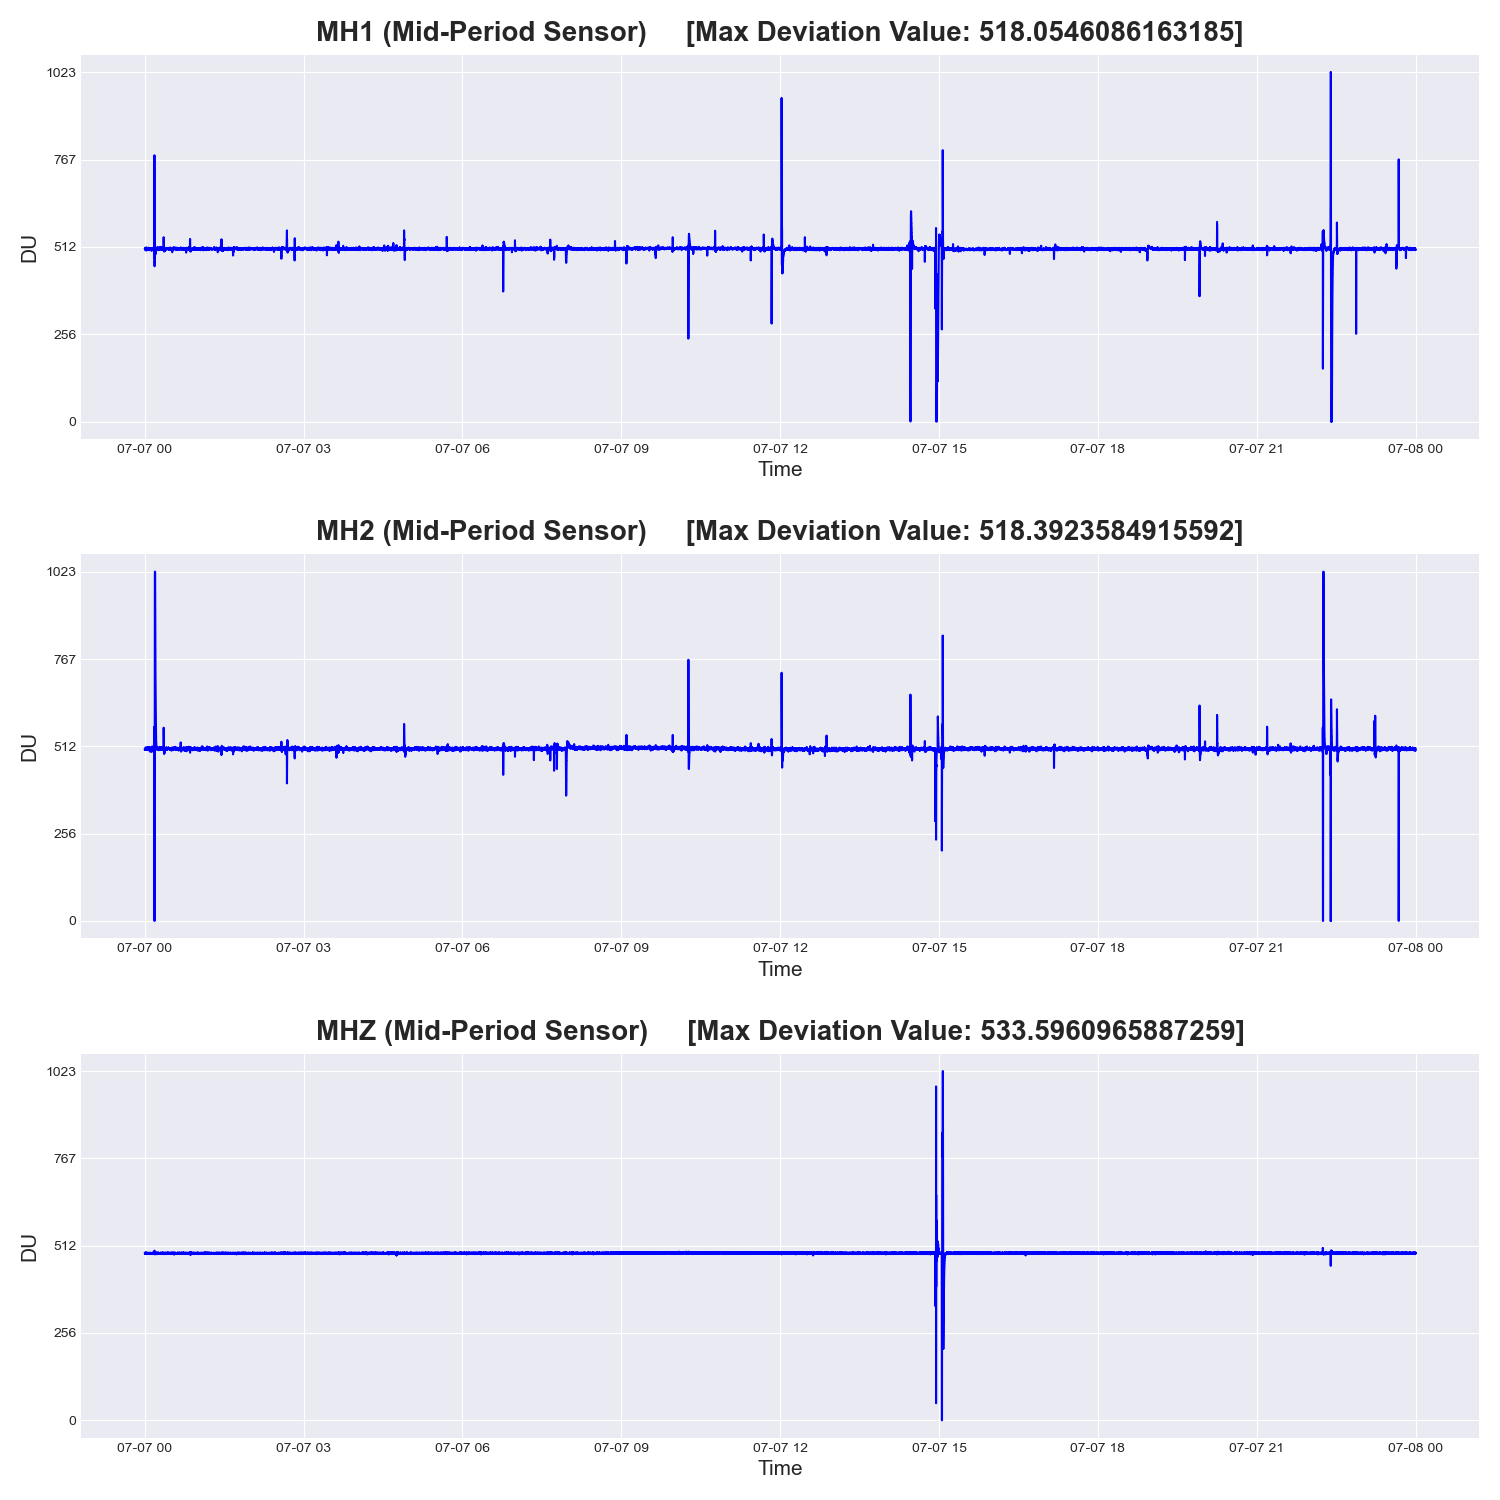 MH1 (Mid-Period Sensor) [Max Deviation Value: 518.0546086163185]
1023
767
512
256
0
DU
07-07 00 07-07 03 07-07 06 07-07 09 07-07 12 07-07 15 07-07 18 07-07 21 07-08 00
Time
MH2 (Mid-Period Sensor) [Max Deviation Value: 518.3923584915592]
1023
767
512
256
0
DU
07-07 00 07-07 03 07-07 06 07-07 09 07-07 12 07-07 15 07-07 18 07-07 21 07-08 00
Time
MHZ (Mid-Period Sensor) [Max Deviation Value: 533.5960965887259]
1023
767
512
256
0
DU
07-07 00 07-07 03 07-07 06 07-07 09 07-07 12 07-07 15 07-07 18 07-07 21 07-08 00
Time